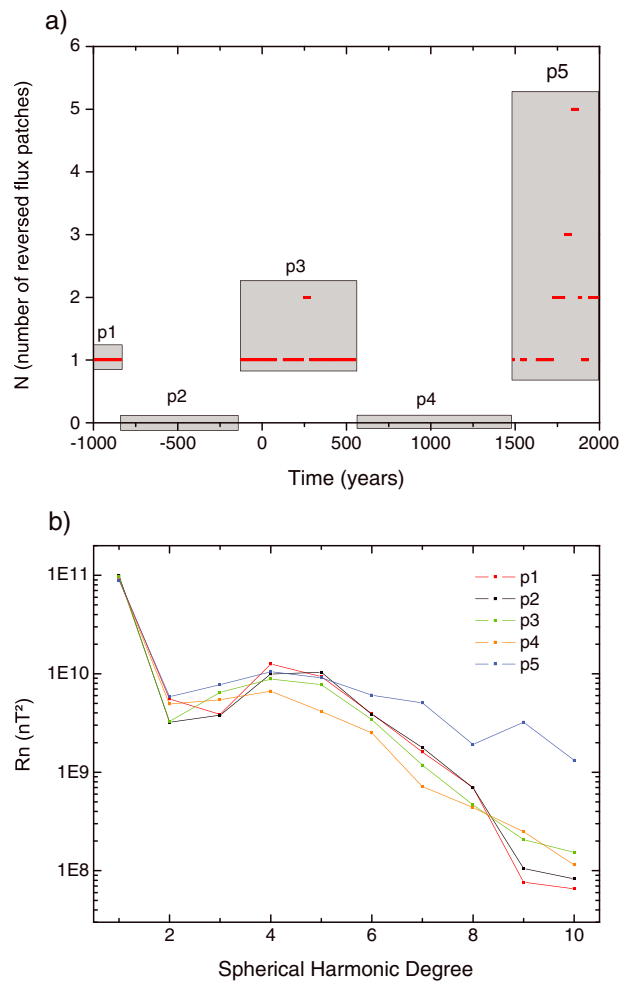 a)
N (number of reversed flux patches)
6
5
4
3
2
1
0
p1
p2
p3
p4
p5
-1000
-500
0
500
1000
1500
2000
Time (years)
b)
Rn (nT²)
1E11
1E10
1E9
1E8
p1
p2
p3
p4
p5
2
4
6
8
10
Spherical Harmonic Degree